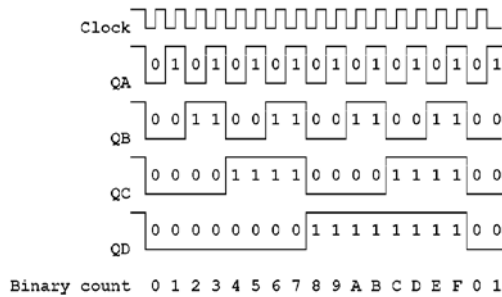 Clock
0 1 0 1 0 1 0 1 0 1 0 1 0 1 0 1 0 1
QA
0 0 1 1 0 0 1 1 0 0 1 1 0 0 1 1 0 0
QB
0 0 0 0 1 1 1 1 0 0 0 0 1 1 1 1 0 0
QC
0 0 0 0 0 0 0 0 1 1 1 1 1 1 1 1 0 0
QD
Binary count 0 1 2 3 4 5 6 7 8 9 A B C D E F 0 1